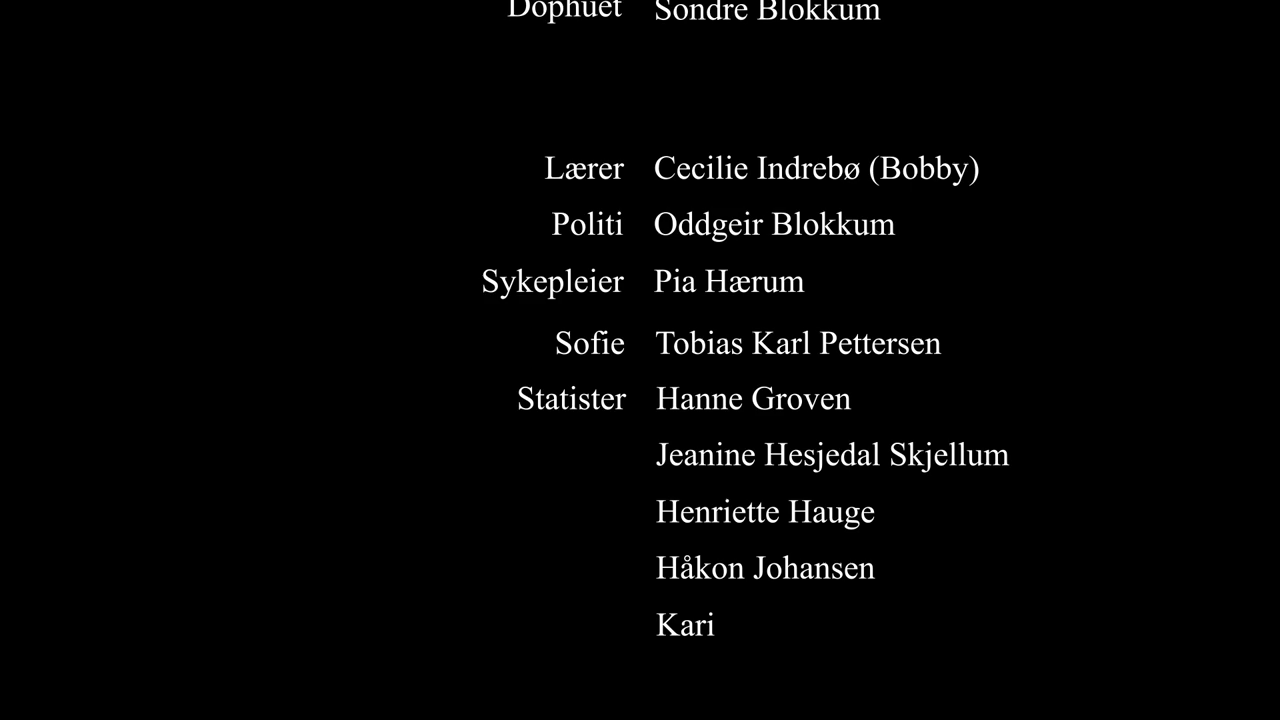 Dophuet Sondre Blokkum
Lærer Cecilie Indrebø (Bobby)
Politi Oddgeir Blokkum
Sykepleier Pia Hærum
Sofie Tobias Karl Pettersen
Statister Hanne Groven
Jeanine Hesjedal Skjellum
Henriette Hauge
Håkon Johansen
Kari